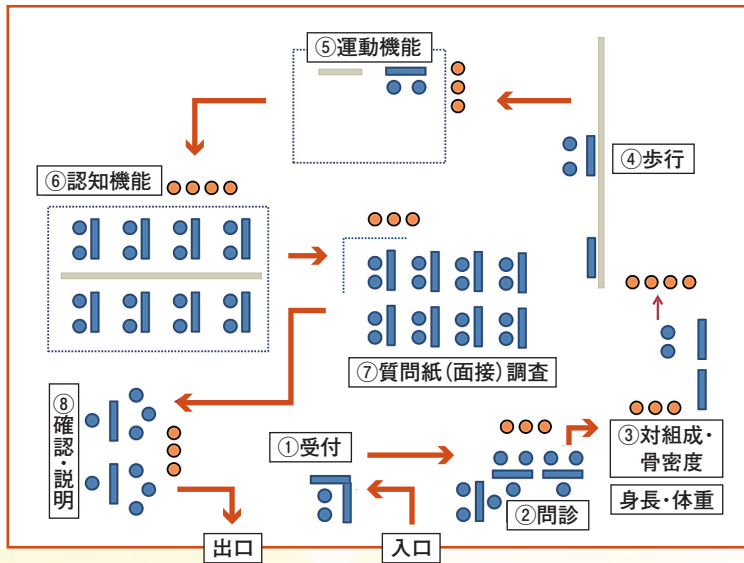 ⑤運動機能
④歩行
⑥認知機能
⑦質問紙(面接)調査
⑧確認・説明
①受付
③対組成・
骨密度
②問診
身長・体重
出口
入口